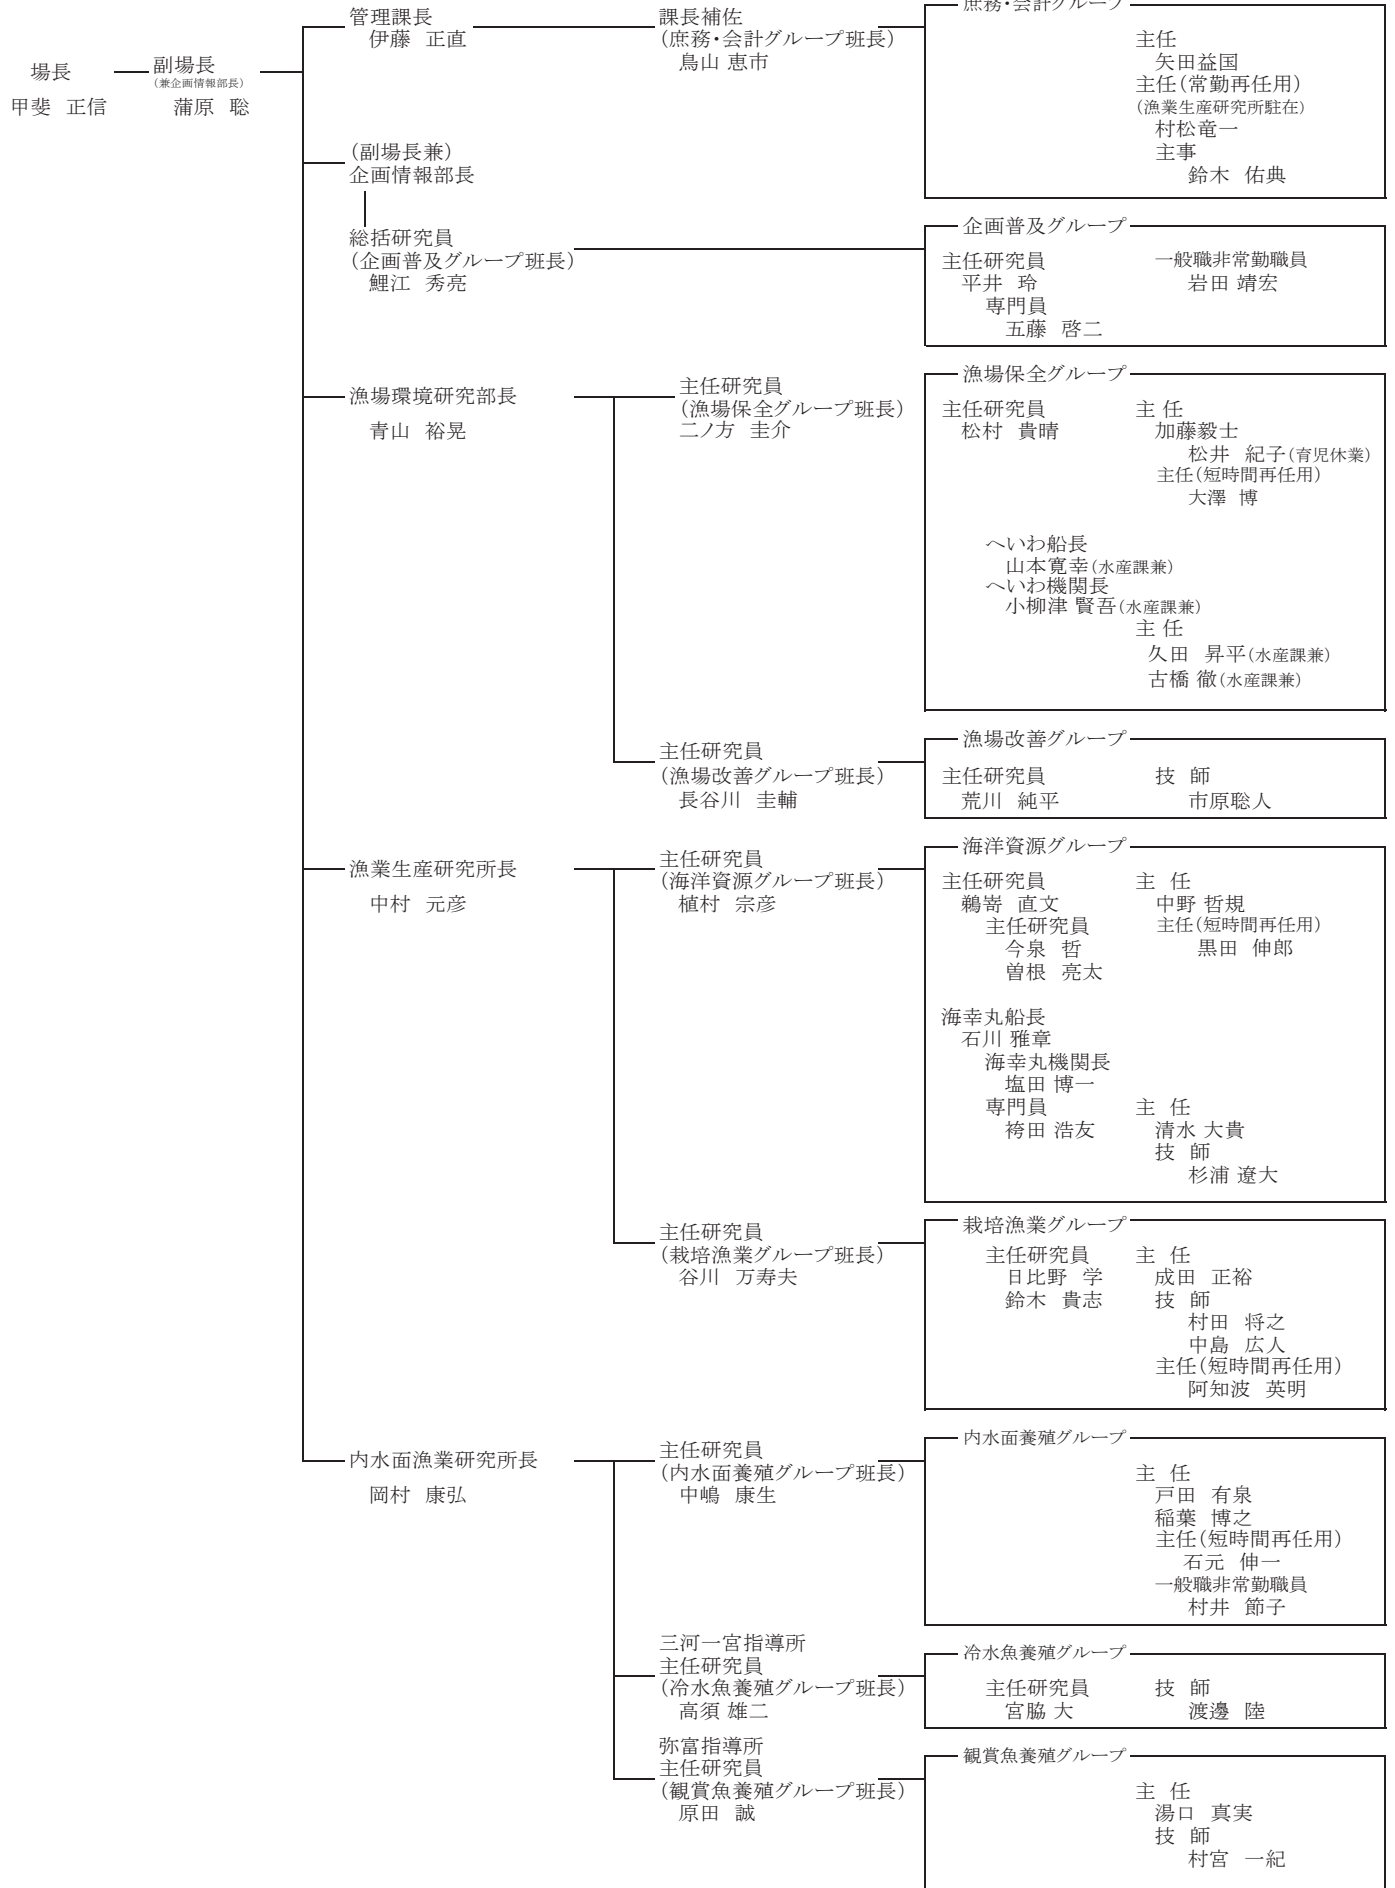 場長
甲斐 正信
副場長
(兼企画情報部長)
蒲原 聡
管理課長
伊藤 正直
課長補佐
(庶務・会計グループ班長)
鳥山 恵市
庶務・会計グループ
主任
矢田益国
主任(常勤再任用)
(漁業生産研究所駐在)
村松竜一
主事
鈴木 佑典
(副場長兼)
企画情報部長
総括研究員
(企画普及グループ班長)
鯉江 秀亮
企画普及グループ
主任研究員
平井 玲
専門員
五藤 啓二
一般職非常勤職員
岩田 靖宏
漁場環境研究部長
青山 裕晃
主任研究員
(漁場保全グループ班長)
二ノ方 圭介
漁場保全グループ
主任研究員
松村 貴晴
主 任
加藤毅士
松井 紀子(育児休業)
主任(短時間再任用)
大澤 博
へいわ船長
山本寛幸(水産課兼)
へいわ機関長
小柳津 賢吾(水産課兼)
主 任
久田 昇平(水産課兼)
古橋 徹(水産課兼)
主任研究員
(漁場改善グループ班長)
長谷川 圭輔
漁場改善グループ
主任研究員
荒川 純平
技 師
市原聡人
漁業生産研究所長
中村 元彦
主任研究員
(海洋資源グループ班長)
植村 宗彦
海洋資源グループ
主任研究員
鵜嵜 直文
主任研究員
今泉 哲
曽根 亮太
主 任
中野 哲規
主任(短時間再任用)
黒田 伸郎
海幸丸船長
石川 雅章
海幸丸機関長
塩田 博一
専門員
袴田 浩友
主 任
清水 大貴
技 師
杉浦 遼大
主任研究員
(栽培漁業グループ班長)
谷川 万寿夫
栽培漁業グループ
主任研究員
日比野 学
鈴木 貴志
主 任
成田 正裕
技 師
村田 将之
中島 広人
主任(短時間再任用)
阿知波 英明
内水面漁業研究所長
岡村 康弘
主任研究員
(内水面養殖グループ班長)
中嶋 康生
内水面養殖グループ
主 任
戸田 有泉
稲葉 博之
主任(短時間再任用)
石元 伸一
一般職非常勤職員
村井 節子
三河一宮指導所
主任研究員
(冷水魚養殖グループ班長)
高須 雄二
冷水魚養殖グループ
主任研究員
宮脇 大
技 師
渡邊 陸
弥富指導所
主任研究員
(観賞魚養殖グループ班長)
原田 誠
観賞魚養殖グループ
主 任
湯口 真実
技 師
村宮 一紀